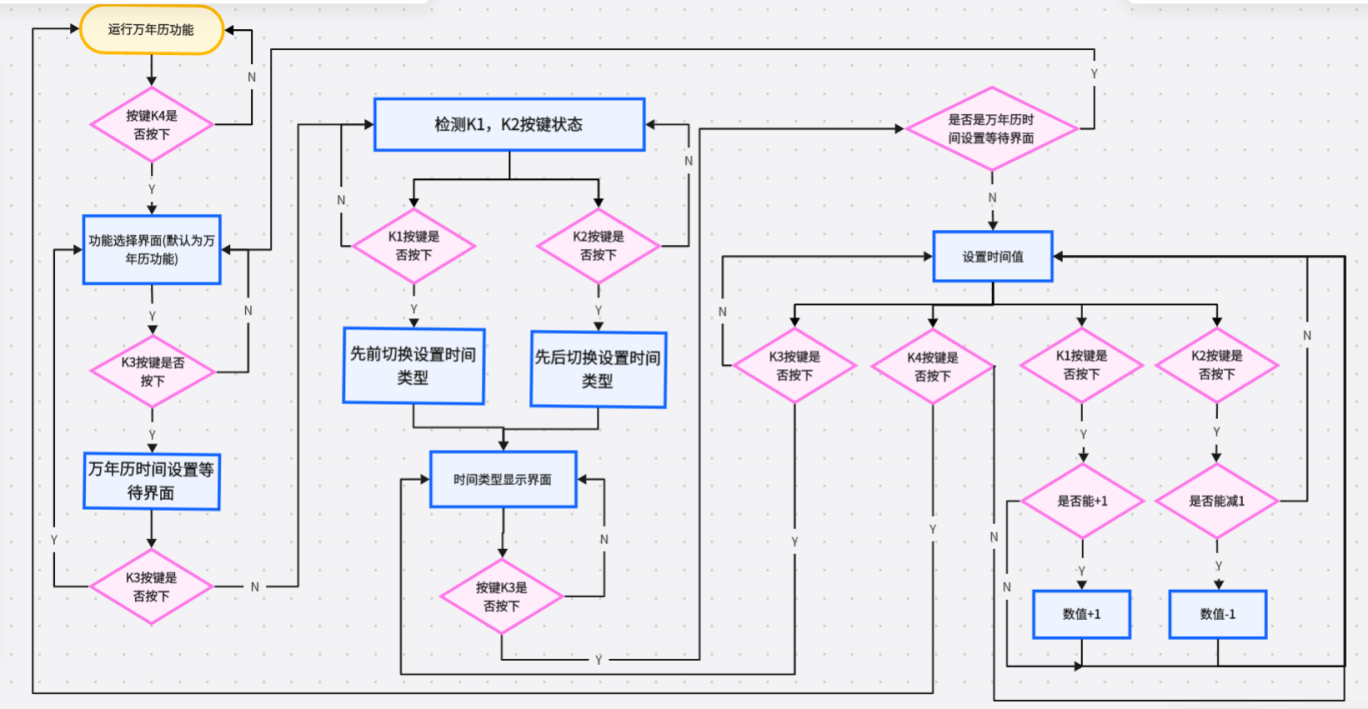 运行万年历功能
N
按键K4是
否按下
Y
功能选择界面(默认为万
年历功能)
Y
N
K3按键是否
按下
Y
万年历时间设置等
待界面
Y
K3按键是
否按下
N
检测K1，K2按键状态
N
N
K1按键是
否按下
K2按键是
否按下
Y
Y
先前切换设置时间
类型
先后切换设置时间
类型
时间类型显示界面
N
按键K3是
否按下
Y
Y
是否是万年历时
间设置等待界面
N
设置时间值
N
N
K3按键是
否按下
K4按键是
否按下
K1按键是
否按下
K2按键是
否按下
Y
Y
是否能+1
是否能减1
Y
Y
N
N
Y
Y
数值+1
数值-1